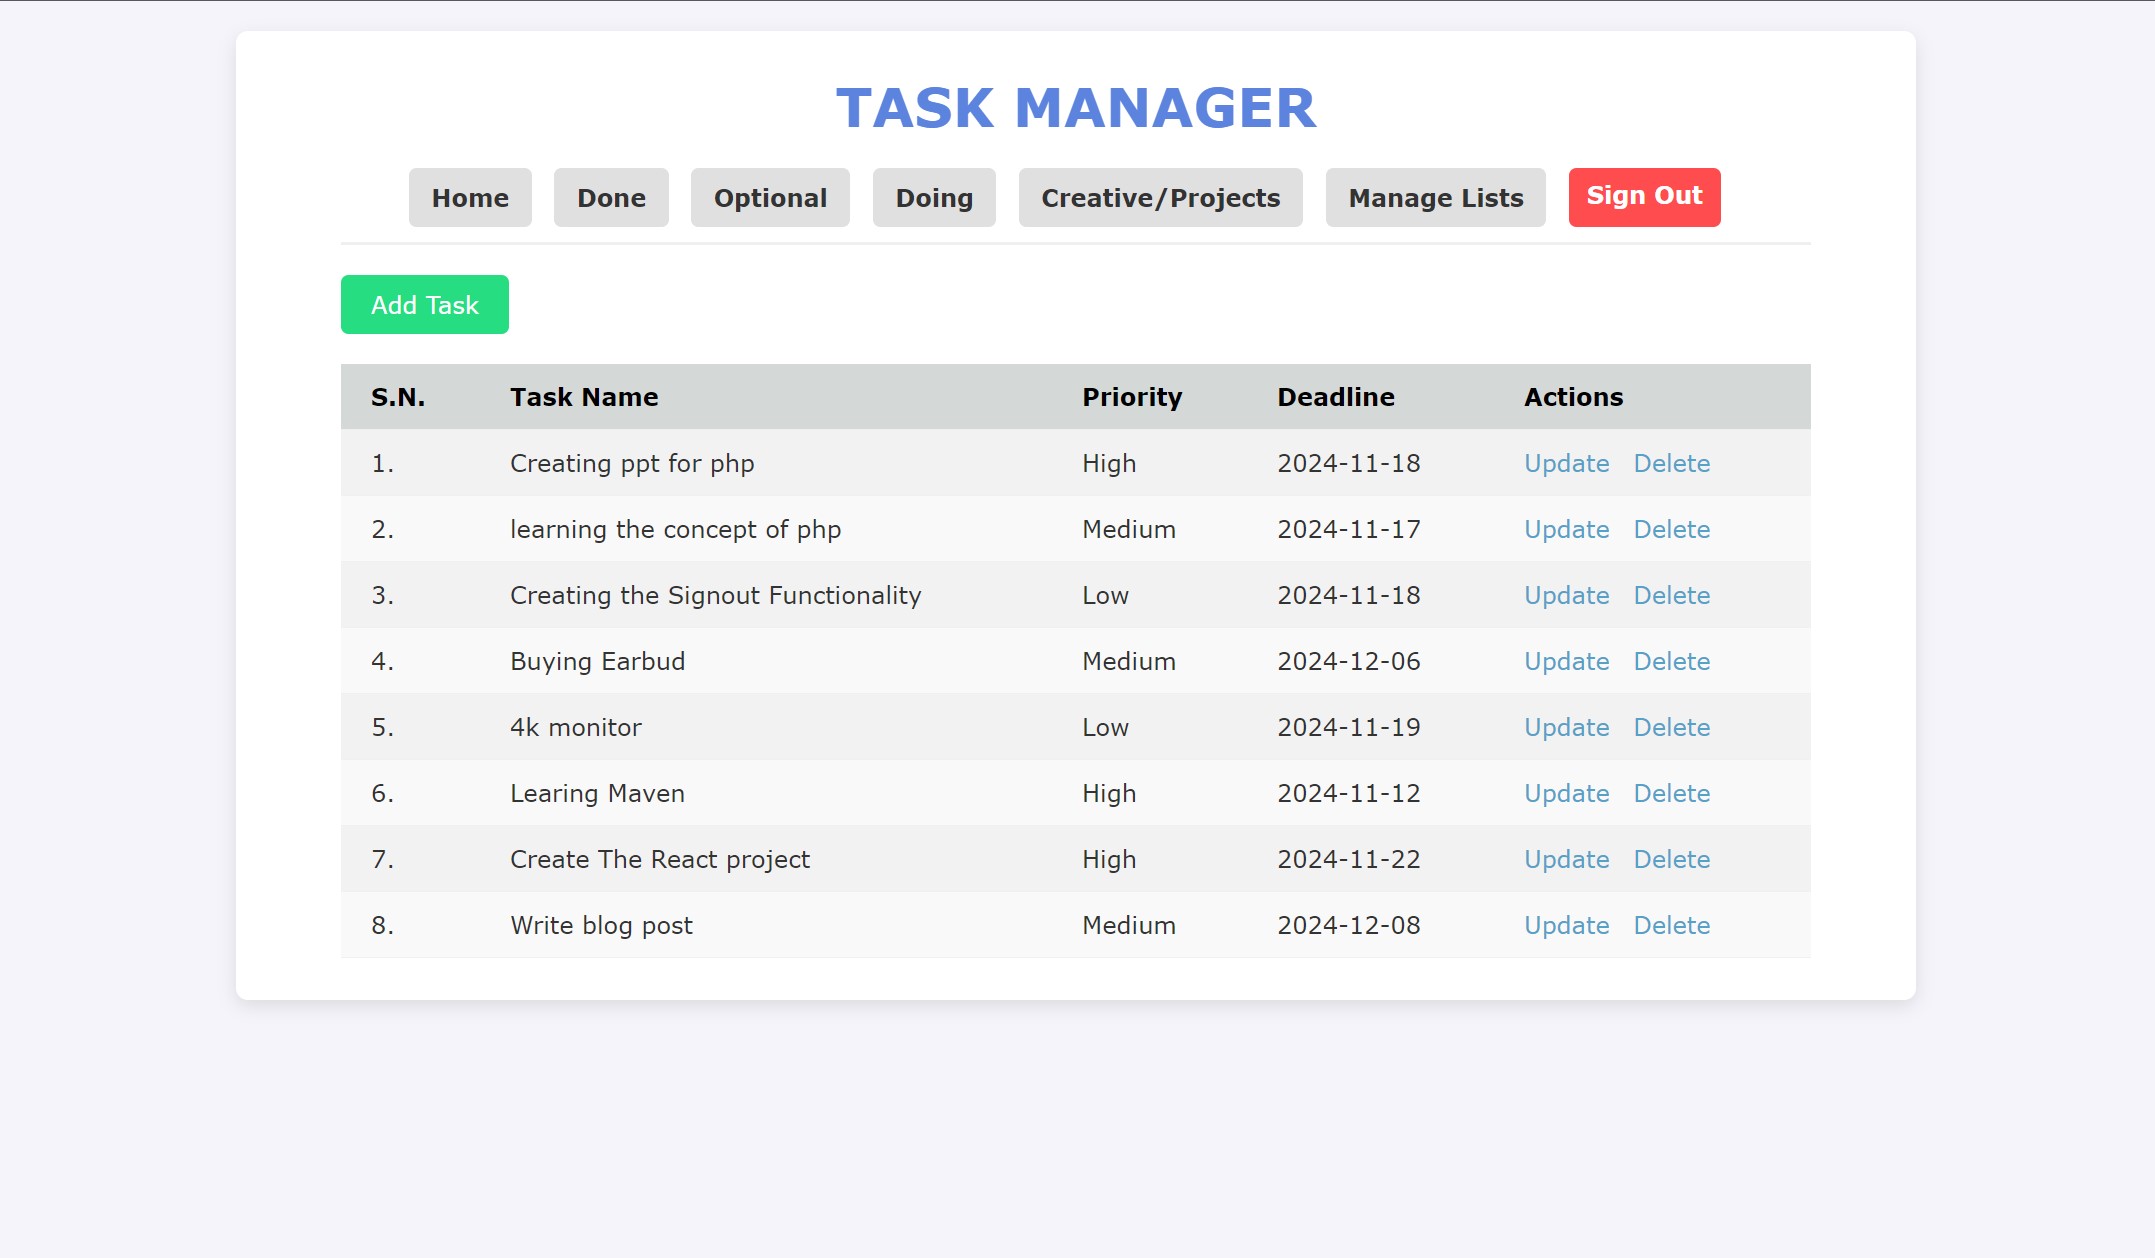 TASK MANAGER
Home Done Optional Doing Creative/Projects Manage Lists Sign Out
Add Task
S.N. Task Name Priority Deadline Actions
1. Creating ppt for php High 2024-11-18 Update Delete
2. learning the concept of php Medium 2024-11-17 Update Delete
3. Creating the Signout Functionality Low 2024-11-18 Update Delete
4. Buying Earbud Medium 2024-12-06 Update Delete
5. 4k monitor Low 2024-11-19 Update Delete
6. Learing Maven High 2024-11-12 Update Delete
7. Create The React project High 2024-11-22 Update Delete
8. Write blog post Medium 2024-12-08 Update Delete